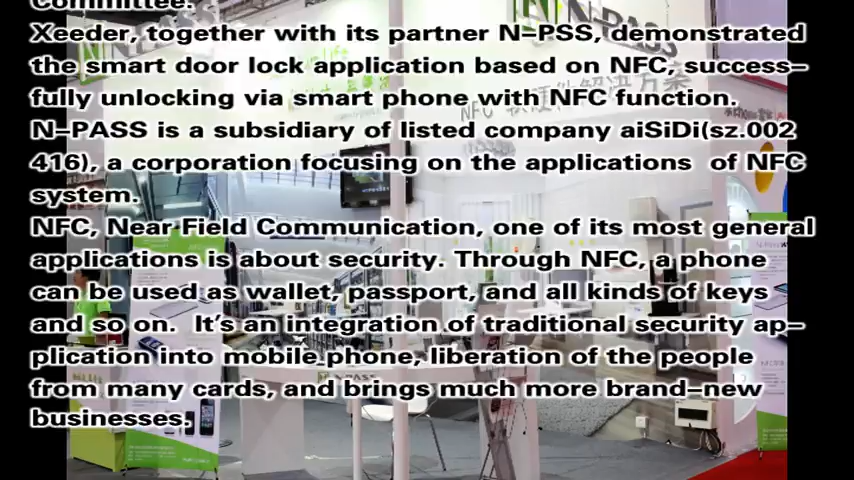 Committee.
N-PASS
N-PASS
Xeeder, together with its partner N-PSS, demonstrated
the smart door lock application based on NFC, success-
fully unlocking via smart phone with NFC function.
N-PASS is a subsidiary of listed company aiSiDi(sz.002
416), a corporation focusing on the applications  of NFC
system.
NFC, Near Field Communication, one of its most general
applications is about security. Through NFC, a phone
can be used as wallet, passport, and all kinds of keys
and so on.  It's an integration of traditional security ap-
plication into mobile phone, liberation of the people
from many cards, and brings much more brand-new
businesses.